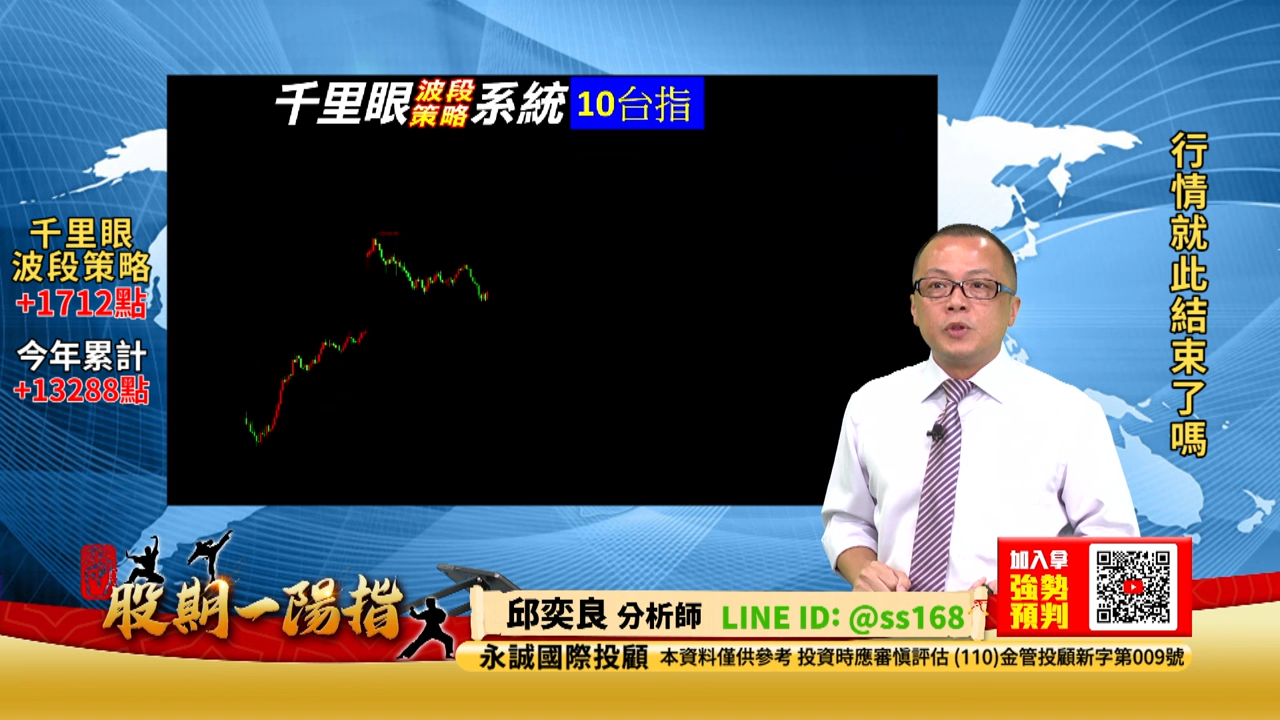 千里眼波段策略系統 10台指
千里眼
波段策略
+1712點
今年累計
+13288點
行情就此結束了嗎
股期一陽指
邱奕良 分析師 LINE ID: @ss168
加入拿
強勢
預判
永誠國際投顧 本資料僅供參考 投資時應審慎評估 (110)金管投顧新字第009號